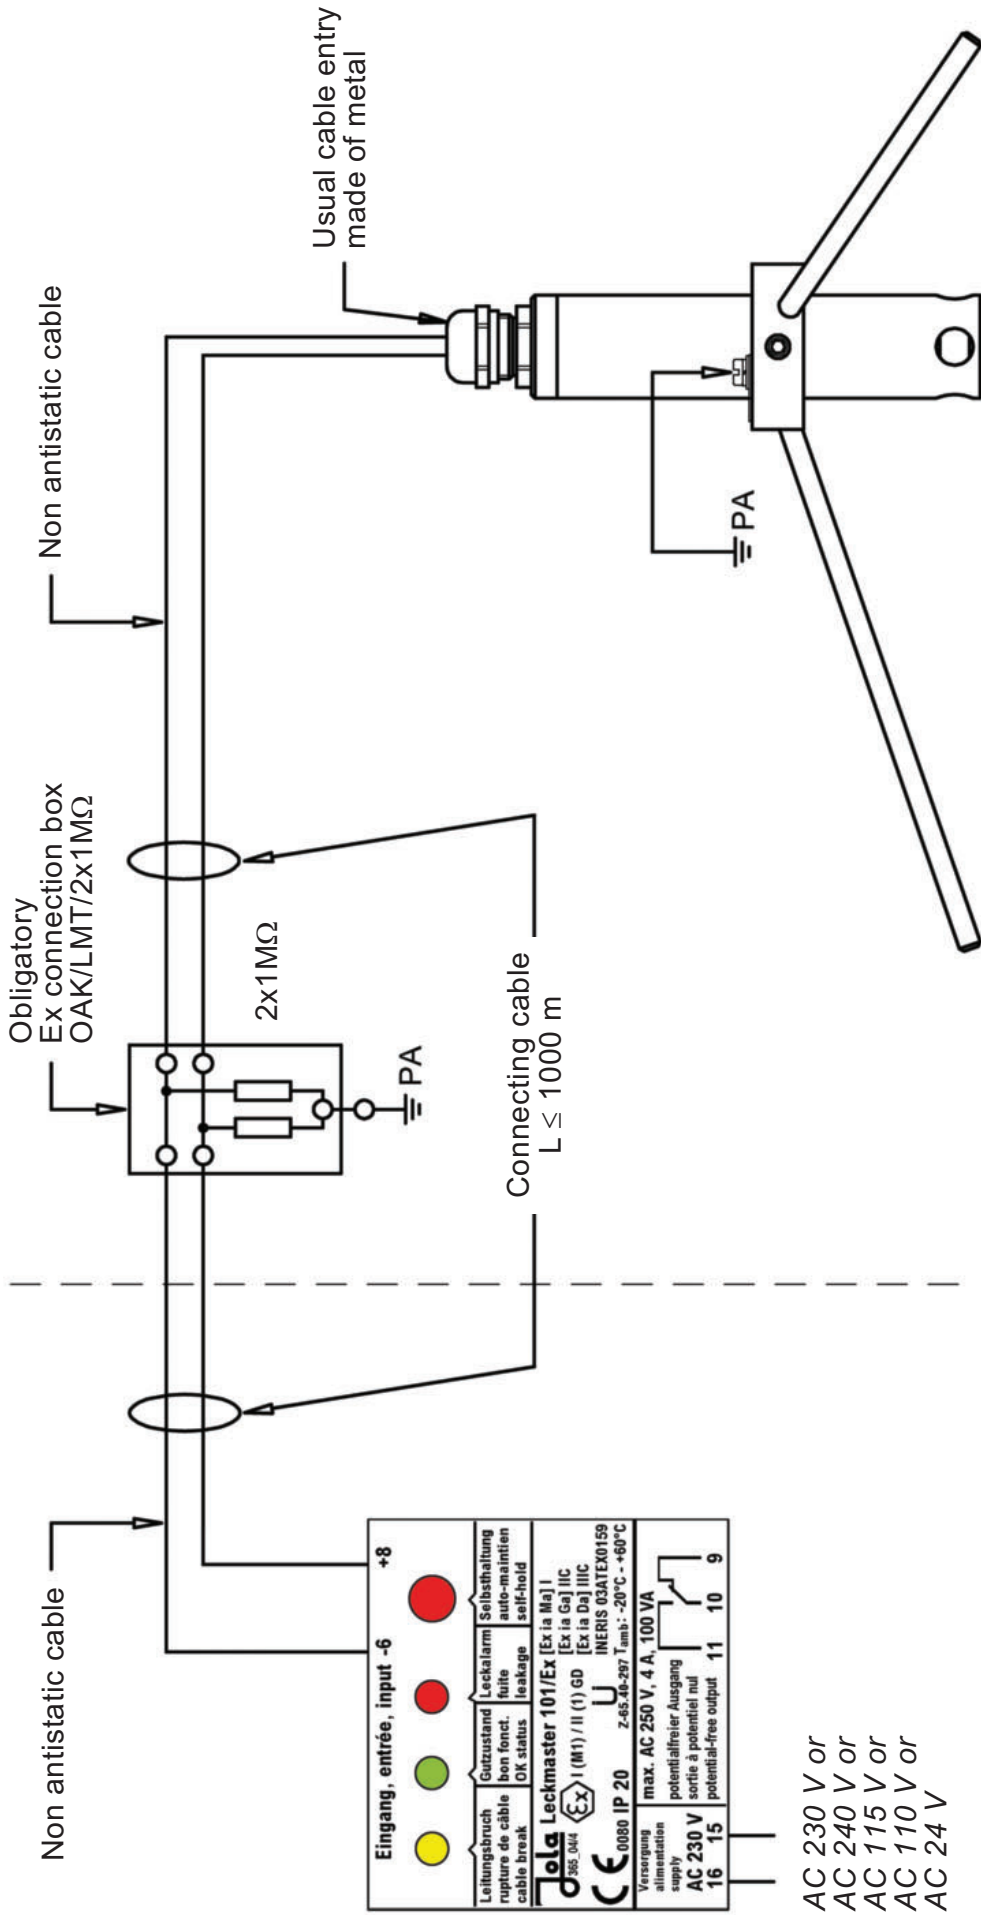 Non antistatic cable
Obligatory
Ex connection box
OAK/LMT/2x1MΩ
Non antistatic cable
Usual cable entry
made of metal
2x1MΩ
PA
Connecting cable
L ≤ 1000 m
PA
Eingang, entrée, input -6 +8
Leitungsbruch
rupture de câble
cable break
Gutzustand
bon fonct.
OK status
Leckalarm
fuite
leakage
Selbsthaltung
auto-maintien
self-hold
Jola Leckmaster 101/Ex
365_04/4
[Ex ia Ma] I
[Ex ia Ga] IIC
[Ex ia Da] IIIC
Ex I (M1) / II (1) GD
INERIS 03ATEX0159
CE 0080 IP 20
Z-65.40-297 Tamb: -20°C - +60°C
Versorgung
alimentation
supply
AC 230 V
16 15
max. AC 250 V, 4 A, 100 VA
potentialfreier Ausgang
sortie à potentiel nul
potential-free output
11 10 9
AC 230 V or
AC 240 V or
AC 115 V or
AC 110 V or
AC 24 V